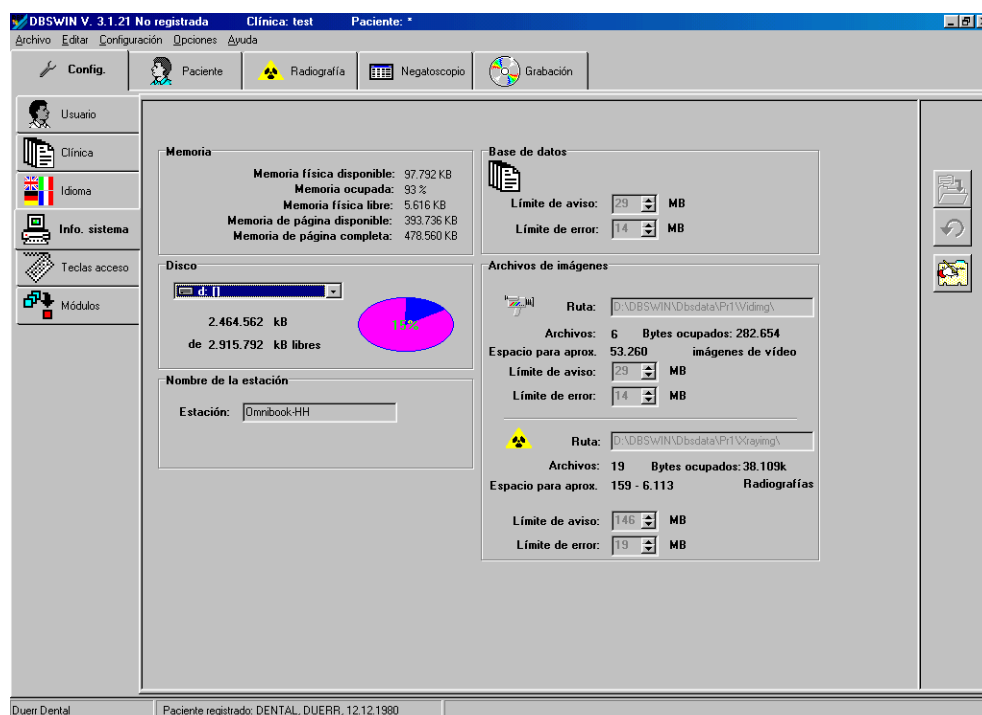 DBSWIN V. 3.1.21 No registrada Clínica: test Paciente: *
Archivo Editar Configuración Opciones Ayuda
Config. Paciente Radiografía Negatoscopio Grabación
Usuario
Clínica
Idioma
Info. sistema
Teclas acceso
Módulos
Memoria
Memoria física disponible: 97.792 KB
Memoria ocupada: 93 %
Memoria física libre: 5.616 KB
Memoria de página disponible: 393.736 KB
Memoria de página completa: 478.560 KB
Disco
d: []
2.464.562 kB
de 2.915.792 kB libres
15%
Nombre de la estación
Estación: Omnibook-HH
Base de datos
Límite de aviso: 29 MB
Límite de error: 14 MB
Archivos de imágenes
Ruta: D:\DBSWIN\Dbsdata\Pr1\Vidimg\
Archivos: 6 Bytes ocupados: 282.654
Espacio para aprox. 53.260 imágenes de vídeo
Límite de aviso: 29 MB
Límite de error: 14 MB
Ruta: D:\DBSWIN\Dbsdata\Pr1\Xrayimg\
Archivos: 19 Bytes ocupados: 38.109k
Espacio para aprox. 159 - 6.113 Radiografías
Límite de aviso: 146 MB
Límite de error: 19 MB
Duerr Dental Paciente registrado: DENTAL, DUERR, 12.12.1980